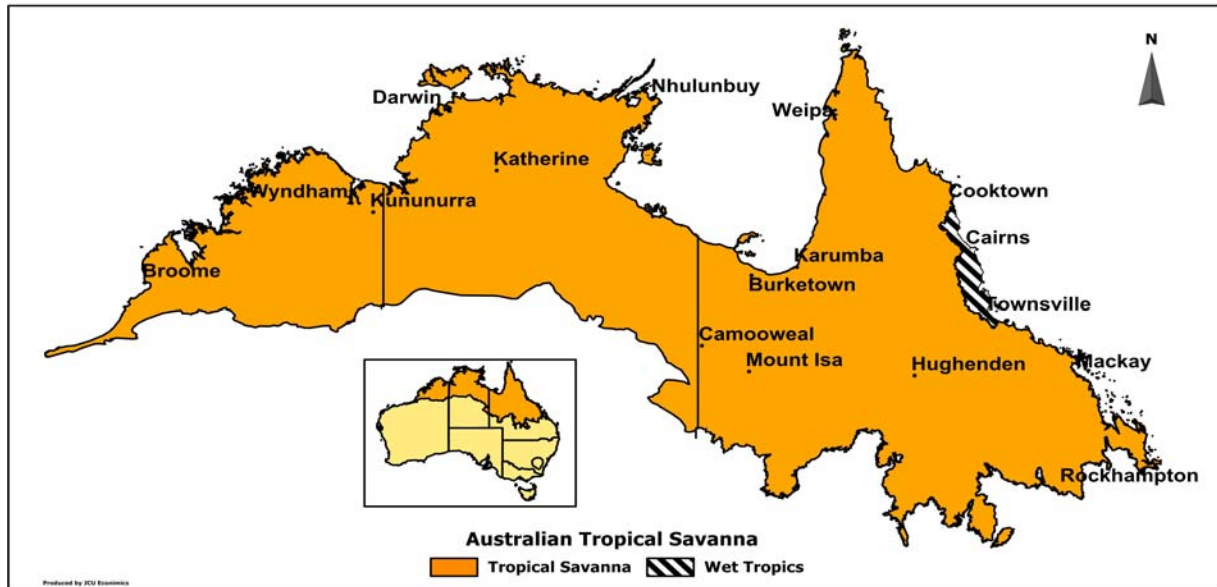 N
Darwin
Nhulunbuy
Weipa
Katherine
Wyndham
Kununurra
Cooktown
Cairns
Broome
Karumba
Burketown
Townsville
Camooweal
Mount Isa
Hughenden
Mackay
Rockhampton
Australian Tropical Savanna
Tropical Savanna
Wet Tropics
Produced by JCU Econimics